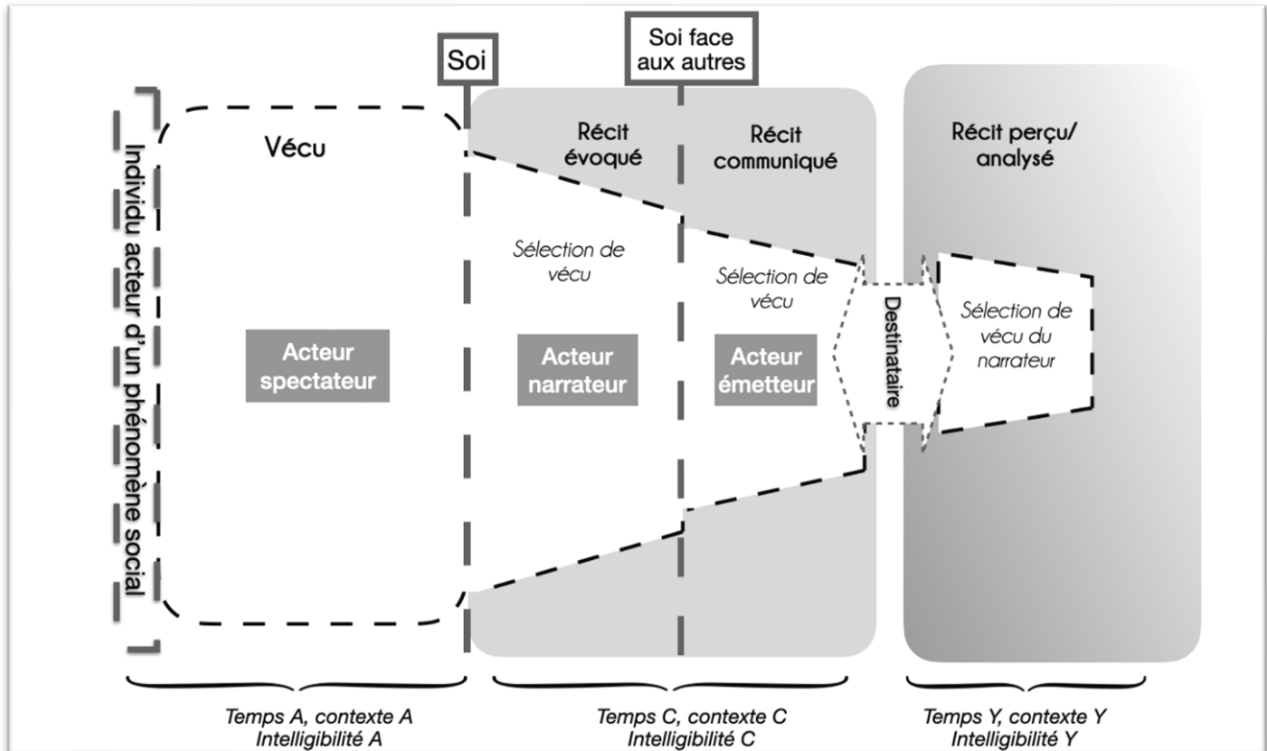 Soi
Soi face
aux autres
Individu acteur d'un phénomène social
Vécu
Acteur
spectateur
Récit
évoqué
Sélection de
vécu
Acteur
narrateur
Récit
communiqué
Sélection de
vécu
Acteur
émetteur
Destinataire
Récit perçu/
analysé
Sélection de
vécu du
narrateur
Temps A, contexte A
Intelligibilité A
Temps C, contexte C
Intelligibilité C
Temps Y, contexte Y
Intelligibilité Y